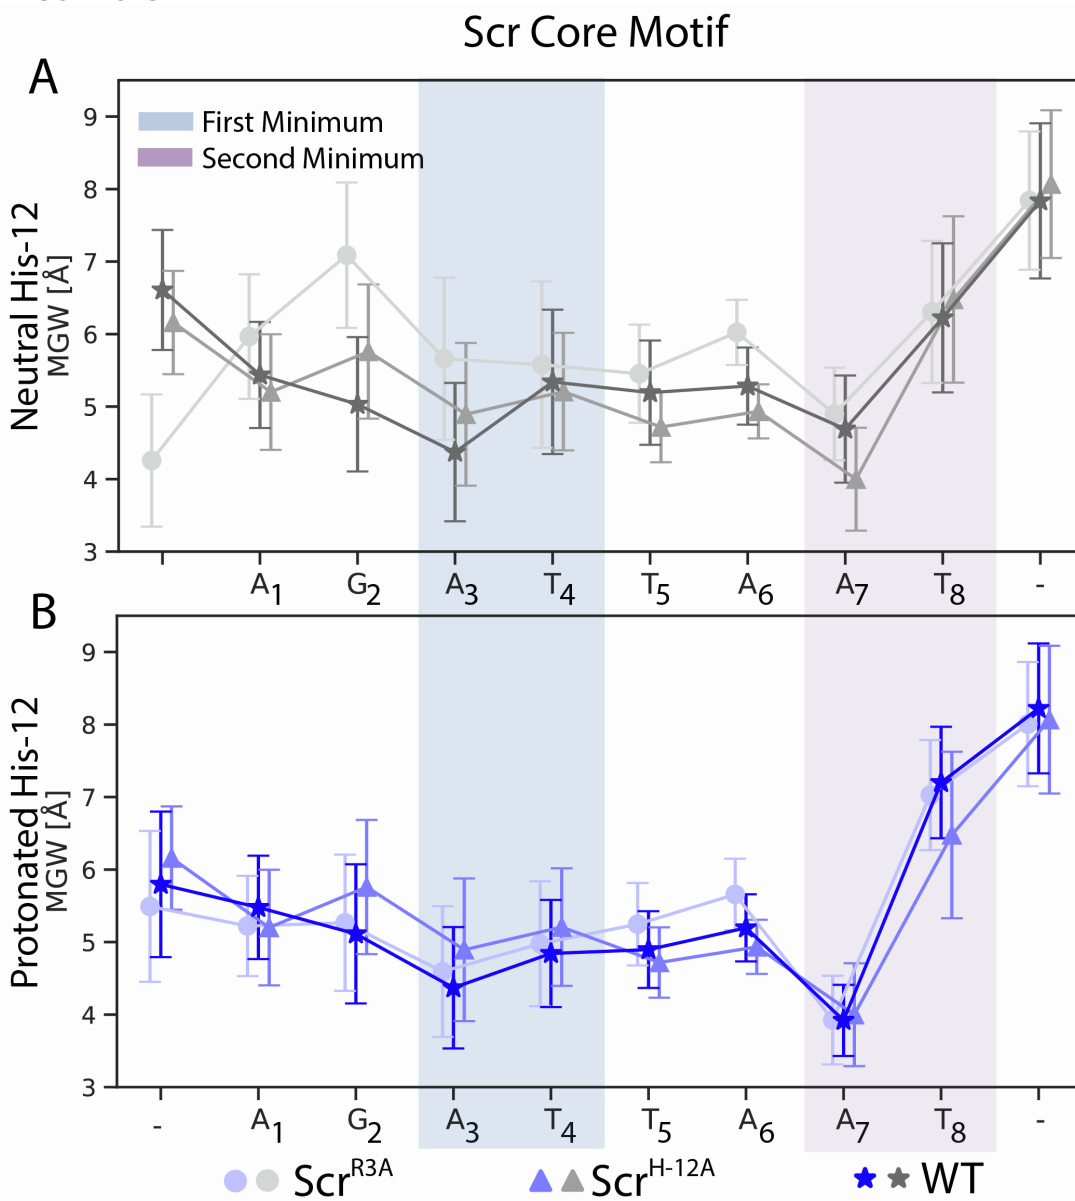 Scr Core Motif
A
First Minimum
Second Minimum
Neutral His-12
MGW [Å]
9
8
7
6
5
4
3
A1 G2 A3 T4 T5 A6 A7 T8 -
B
Protonated His-12
MGW [Å]
9
8
7
6
5
4
3
- A1 G2 A3 T4 T5 A6 A7 T8 -
ScrR3A ScrH-12A WT